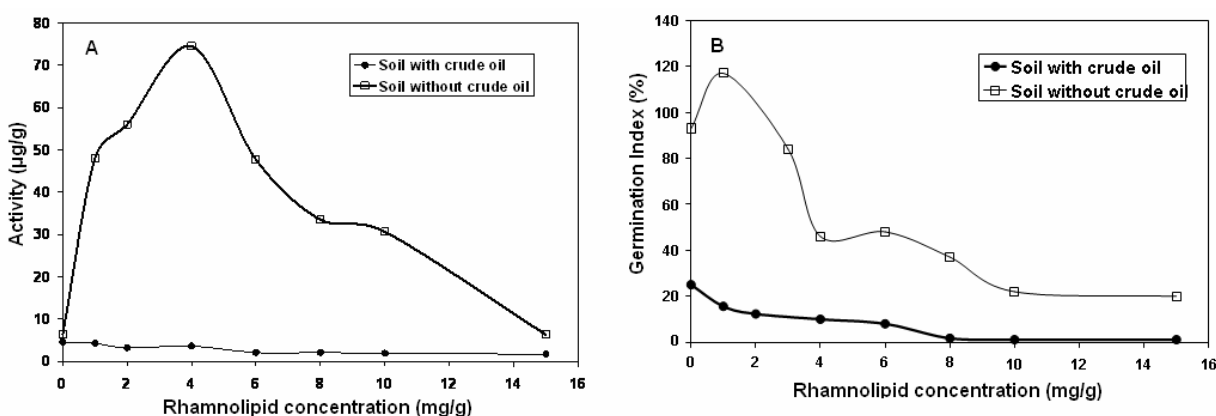 A
Activity (µg/g)
80
70
60
50
40
30
20
10
0
Soil with crude oil
Soil without crude oil
0 2 4 6 8 10 12 14 16
Rhamnolipid concentration (mg/g)
B
Germination Index (%)
140
120
100
80
60
40
20
0
Soil with crude oil
Soil without crude oil
0 2 4 6 8 10 12 14 16
Rhamnolipid concentration (mg/g)